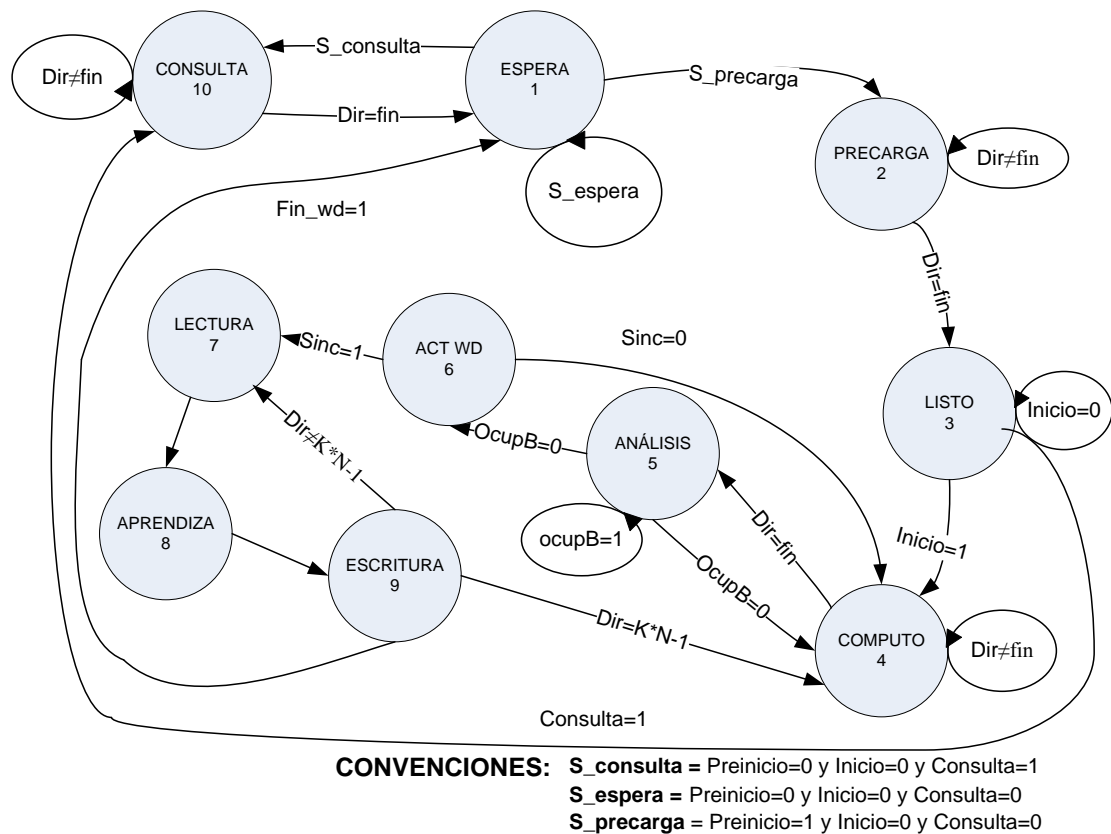 S_consulta
CONSULTA
10
Dir≠fin
ESPERA
1
S_precarga
Dir=fin
PRECARGA
2
Dir≠fin
S_espera
Fin_wd=1
Dir=fin
LECTURA
7
Sinc=1
ACT WD
6
Sinc=0
LISTO
3
Inicio=0
Dir≠K*N-1
OcupB=0
ANÁLISIS
5
APRENDIZA
8
ocupB=1
Dir=fin
Inicio=1
ESCRITURA
9
OcupB=0
Dir=K*N-1
COMPUTO
4
Dir≠fin
Consulta=1
CONVENCIONES: S_consulta = Preinicio=0 y Inicio=0 y Consulta=1
S_espera = Preinicio=0 y Inicio=0 y Consulta=0
S_precarga = Preinicio=1 y Inicio=0 y Consulta=0